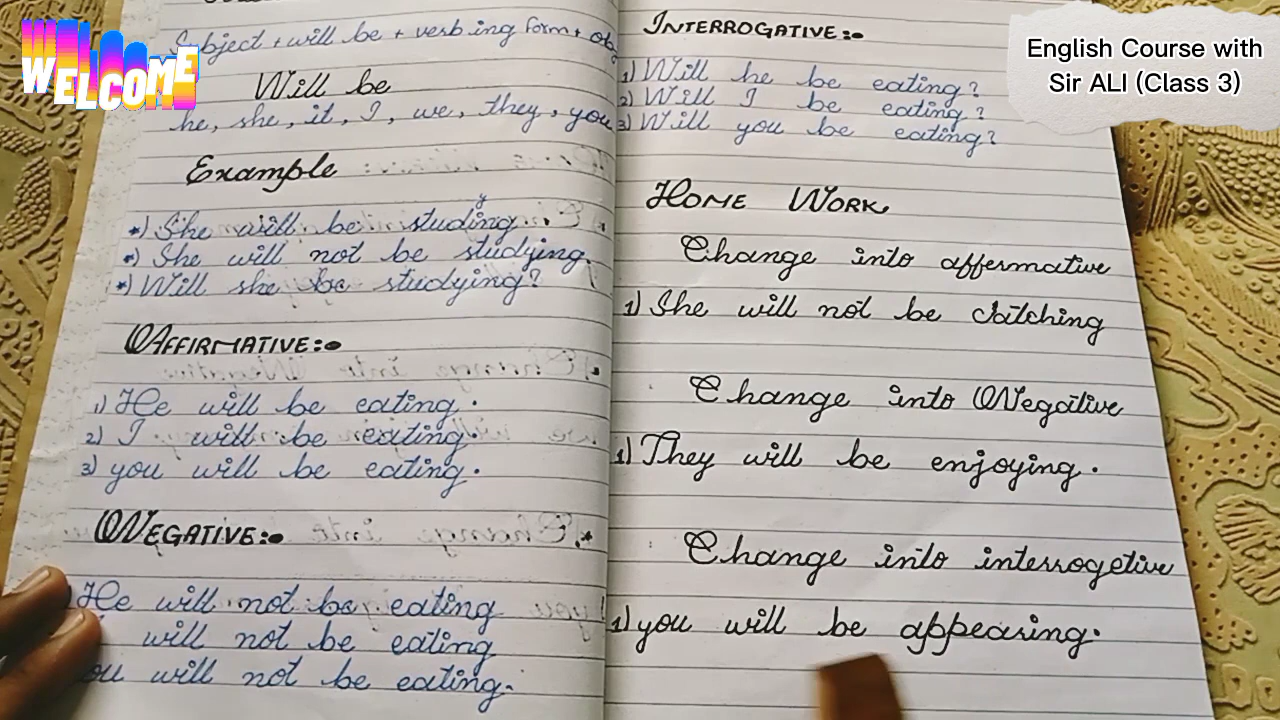 WELCOME
English Course with
Sir ALI (Class 3)
Subject + will be + verb ing form + obj
Will be
he, she, it, I, we, they, you
Example
*) She will be studying.
*) She will not be studying.
*) Will she be studying?
AFFIRMATIVE:-
1) He will be eating.
2) I will be eating.
3) you will be eating.
NEGATIVE:-
He will not be eating
will not be eating
you will not be eating.
INTERROGATIVE:-
1) Will he be eating?
2) Will I be eating?
3) Will you be eating?
HOME WORK
Change into affermative
1) She will not be chatching
Change into Negative
1) They will be enjoying.
Change into interrogetive
1) you will be appearing.